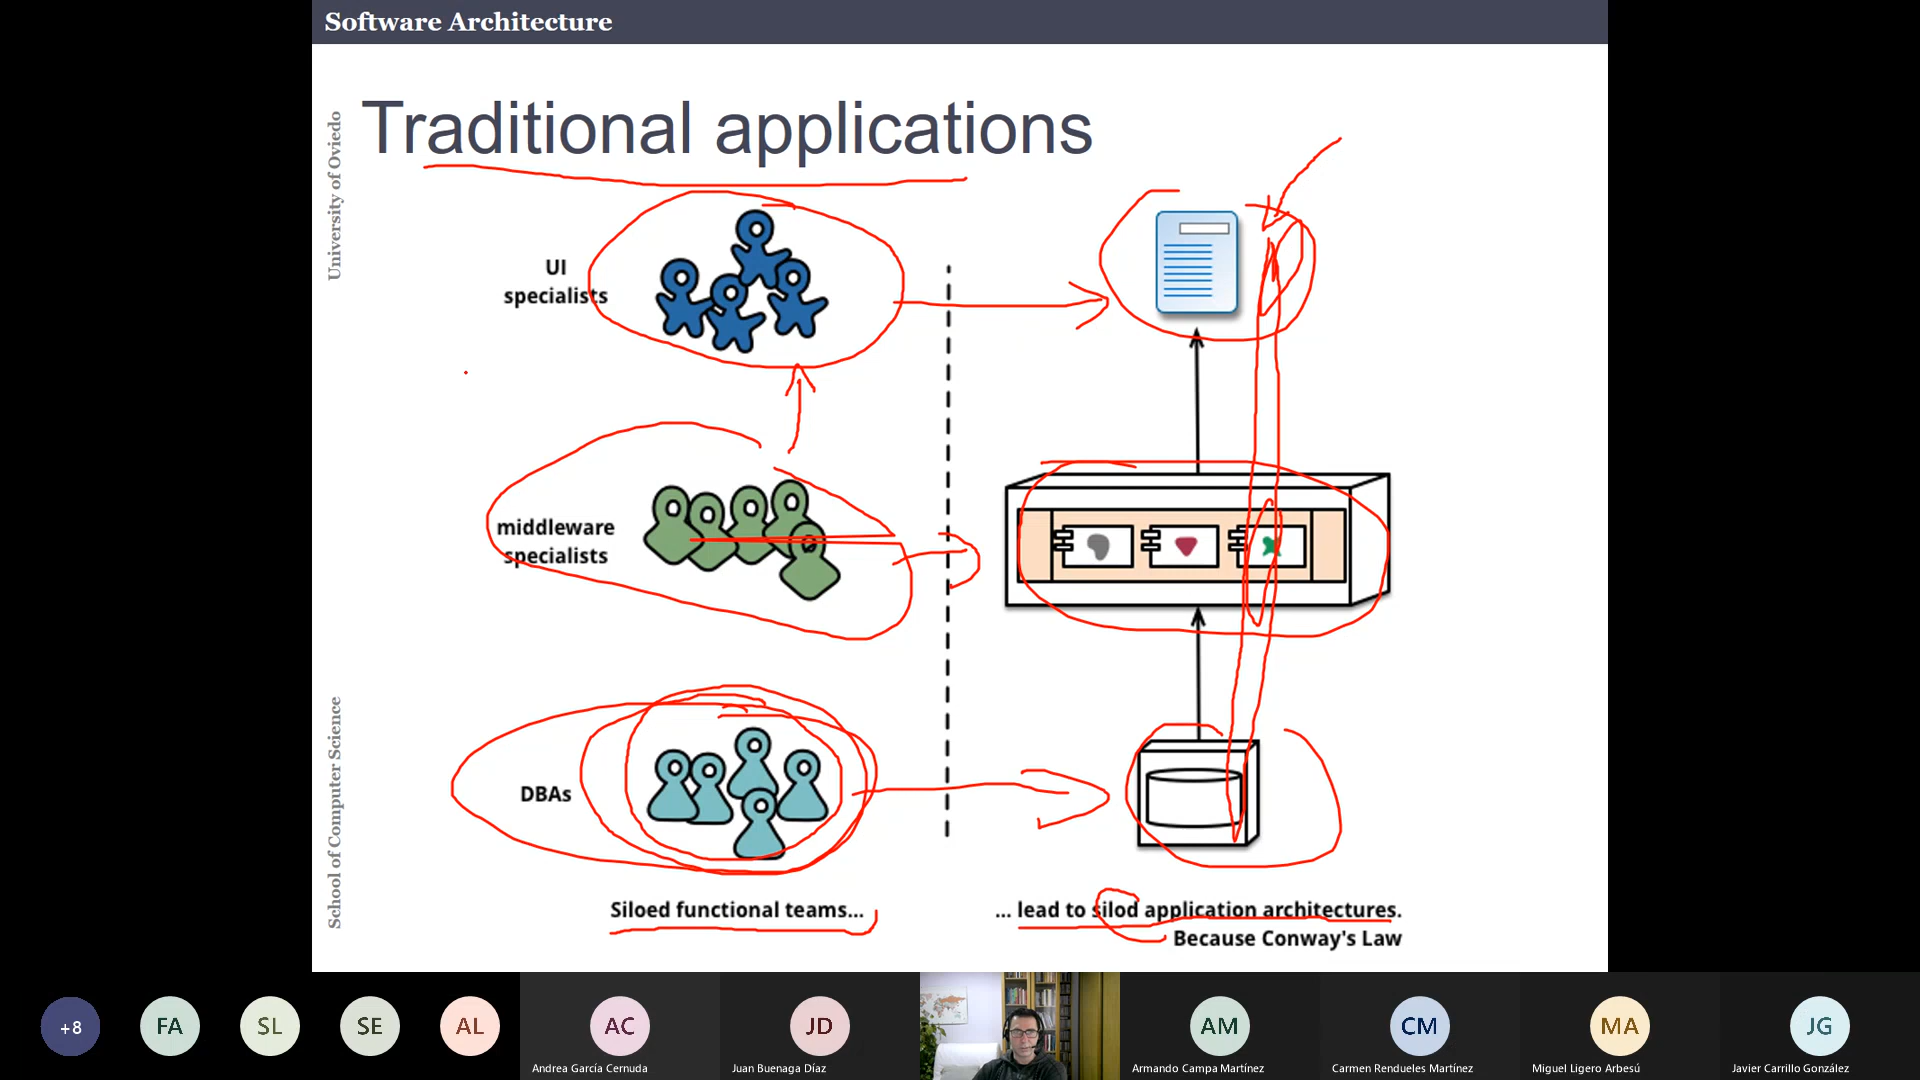 Software Architecture
University of Oviedo
Traditional applications
UI
specialists
middleware
specialists
School of Computer Science
DBAs
Siloed functional teams...
... lead to silod application architectures.
Because Conway's Law
+8
FA
SL
SE
AL
AC
JD
AM
CM
MA
JG
Andrea García Cernuda
Juan Buenaga Díaz
Armando Campa Martínez
Carmen Rendueles Martínez
Miguel Ligero Arbesú
Javier Carrillo González